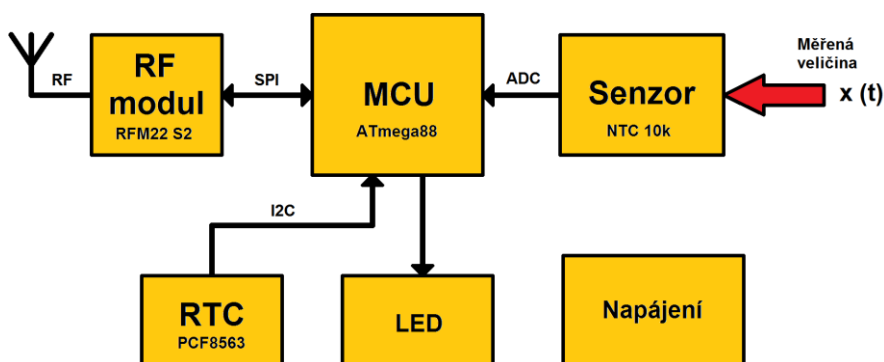 RF
RF
modul
RFM22 S2
SPI
MCU
ATmega88
ADC
Senzor
NTC 10k
Měřená
veličina
x (t)
I2C
RTC
PCF8563
LED
Napájení